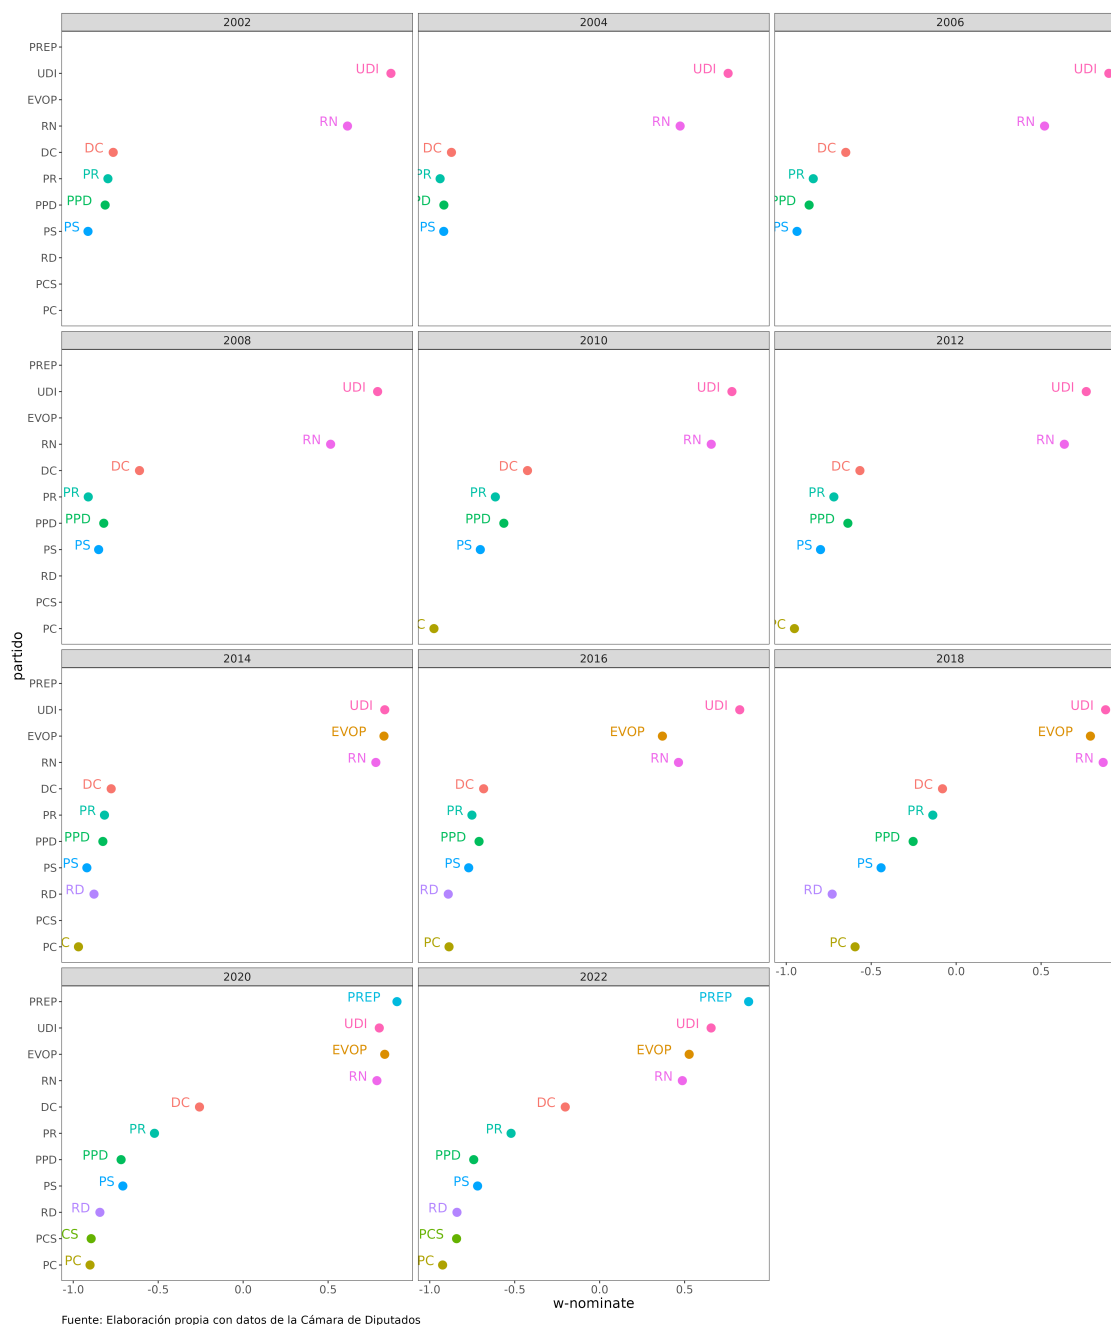 2002 2004 2006
PREP
UDI UDI UDI UDI
EVOP
RN RN RN RN
DC DC DC DC
PR PR PR PR
PPD PPD PD PPD
PS PS PS PS
RD
PCS
PC
2008 2010 2012
PREP
UDI UDI UDI UDI
EVOP
RN RN RN RN
DC DC DC DC
PR PR PR PR
PPD PPD PPD PPD
PS PS PS PS
RD
PCS
PC C PC
partido
2014 2016 2018
PREP
UDI UDI UDI UDI
EVOP EVOP EVOP EVOP
RN RN RN RN
DC DC DC DC
PR PR PR PR
PPD PPD PPD PPD
PS PS PS PS
RD RD RD RD
PCS
PC C PC PC
-1.0 -0.5 0.0 0.5
2020 2022
PREP PREP PREP
UDI UDI UDI
EVOP EVOP EVOP
RN RN RN
DC DC DC
PR PR PR
PPD PPD PPD
PS PS PS
RD RD RD
PCS CS PCS
PC PC PC
-1.0 -0.5 0.0 0.5 -1.0 -0.5 0.0 0.5
w-nominate
Fuente: Elaboración propia con datos de la Cámara de Diputados